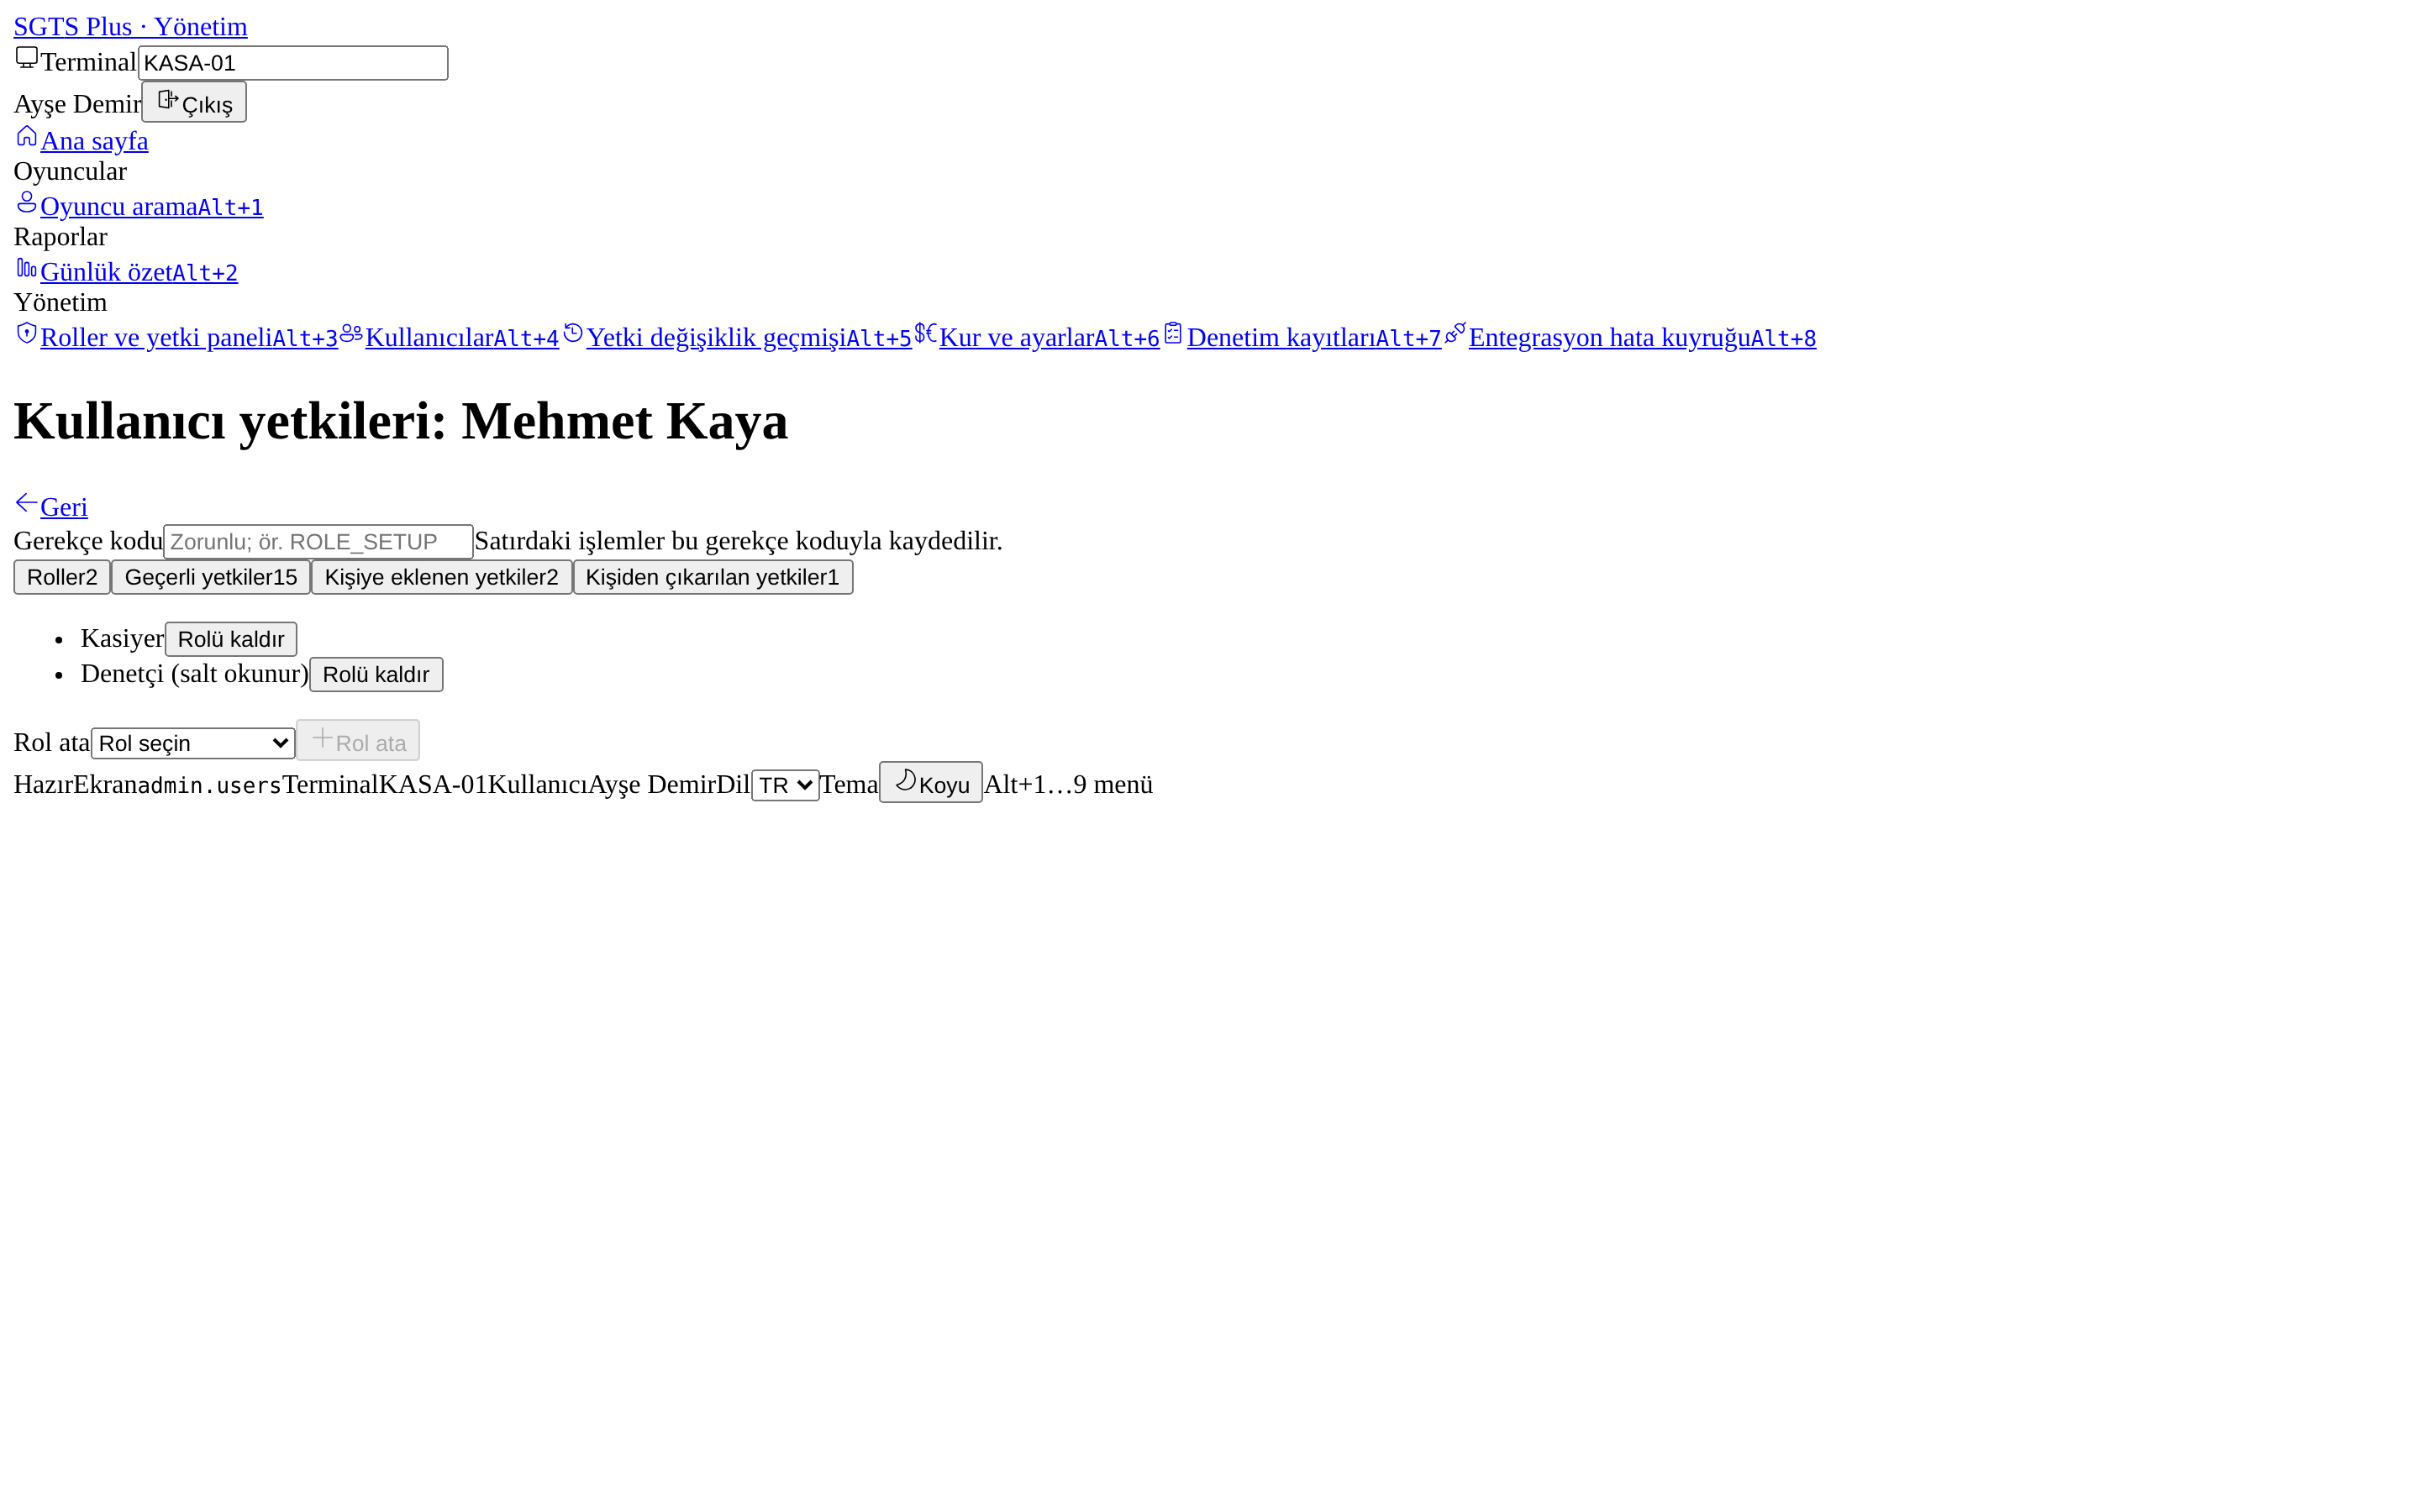 SGTS Plus · Yönetim
Terminal KASA-01
Ayşe Demir Çıkış
Ana sayfa
Oyuncular
Oyuncu arama Alt+1
Raporlar
Günlük özet Alt+2
Yönetim
Roller ve yetki paneli Alt+3 Kullanıcılar Alt+4 Yetki değişiklik geçmişi Alt+5 Kur ve ayarlar Alt+6 Denetim kayıtları Alt+7 Entegrasyon hata kuyruğu Alt+8
Kullanıcı yetkileri: Mehmet Kaya
Geri
Gerekçe kodu Zorunlu; ör. ROLE_SETUP Satırdaki işlemler bu gerekçe koduyla kaydedilir.
Roller2 Geçerli yetkiler15 Kişiye eklenen yetkiler2 Kişiden çıkarılan yetkiler1
Kasiyer Rolü kaldır
Denetçi (salt okunur) Rolü kaldır
Rol ata Rol seçin Rol ata
Hazır Ekran admin.users Terminal KASA-01 Kullanıcı Ayşe Demir Dil TR Tema Koyu Alt+1…9 menü